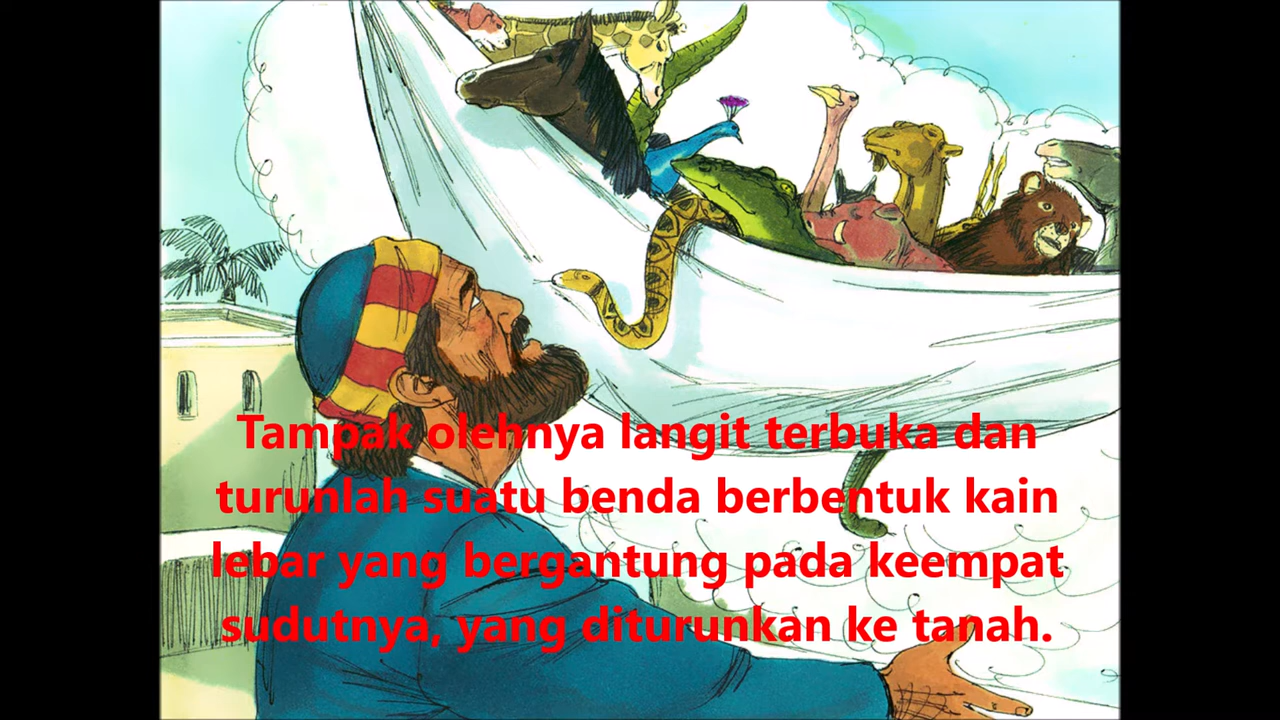 Tampak olehnya langit terbuka dan
turunlah suatu benda berbentuk kain
lebar yang bergantung pada keempat
sudutnya, yang diturunkan ke tanah.